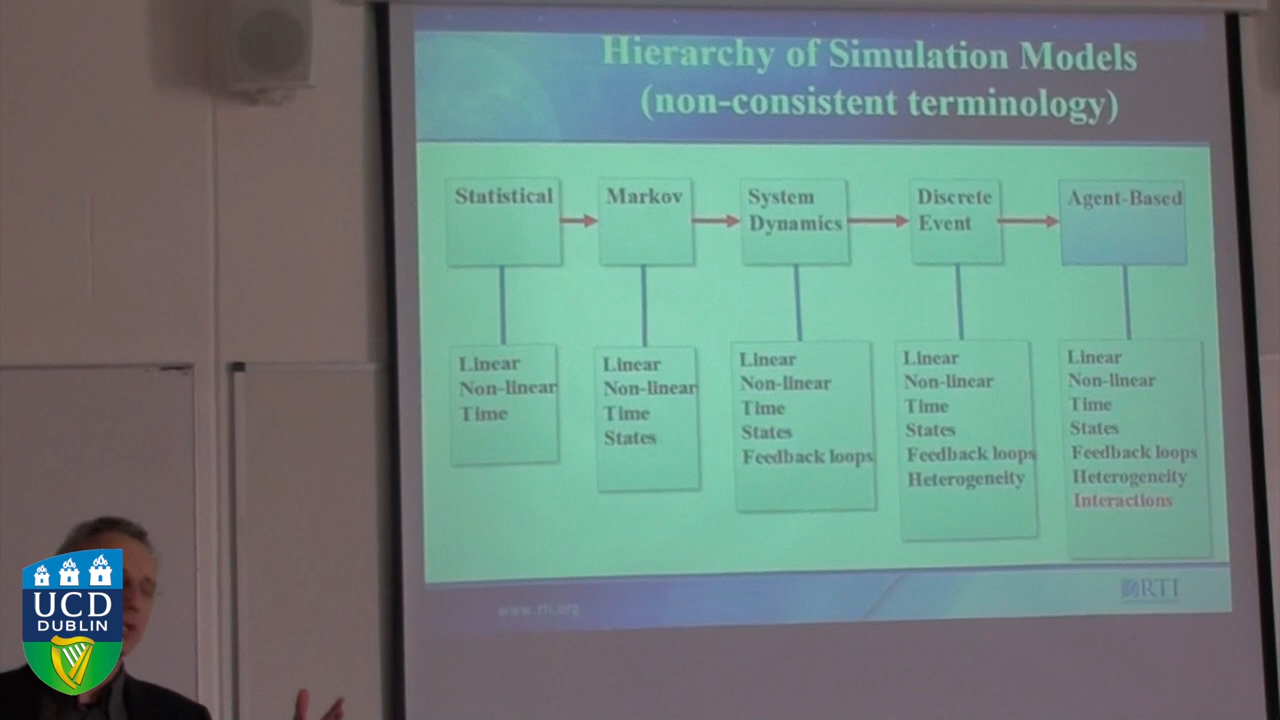 Hierarchy of Simulation Models
(non-consistent terminology)
Statistical
Markov
System
Dynamics
Discrete
Event
Agent-Based
Linear
Non-linear
Time
Linear
Non-linear
Time
States
Linear
Non-linear
Time
States
Feedback loops
Linear
Non-linear
Time
States
Feedback loops
Heterogeneity
Linear
Non-linear
Time
States
Feedback loops
Heterogeneity
Interactions
www.rti.org
RTI
UCD
DUBLIN